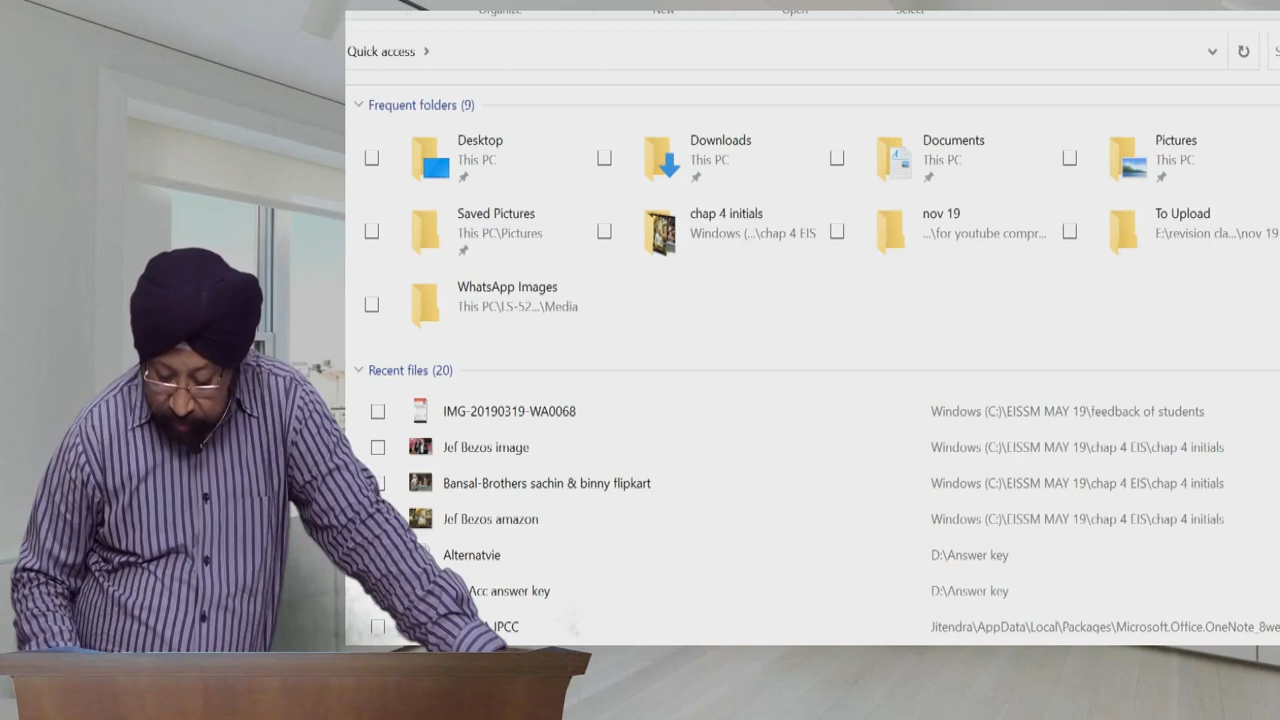 Organize New Open Select
Quick access
Frequent folders (9)
Desktop
This PC
Downloads
This PC
Documents
This PC
Pictures
This PC
Saved Pictures
This PC\Pictures
chap 4 initials
Windows (...\chap 4 EIS
nov 19
...\for youtube compr...
To Upload
E:\revision cla...\nov 19
WhatsApp Images
This PC\LS-52...\Media
Recent files (20)
IMG-20190319-WA0068 Windows (C:)\EISSM MAY 19\feedback of students
Jef Bezos image Windows (C:)\EISSM MAY 19\chap 4 EIS\chap 4 initials
Bansal-Brothers sachin & binny flipkart Windows (C:)\EISSM MAY 19\chap 4 EIS\chap 4 initials
Jef Bezos amazon Windows (C:)\EISSM MAY 19\chap 4 EIS\chap 4 initials
Alternatvie D:\Answer key
Acc answer key D:\Answer key
IPCC Jitendra\AppData\Local\Packages\Microsoft.Office.OneNote_8we